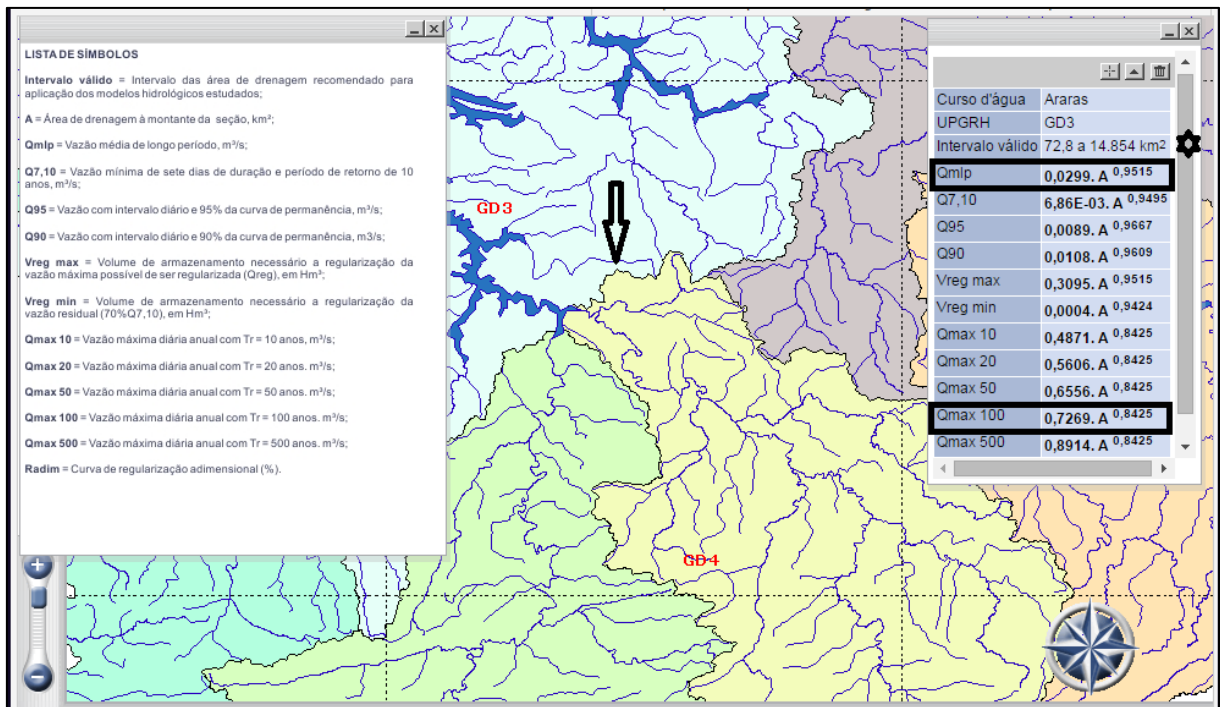 LISTA DE SÍMBOLOS
Intervalo válido = Intervalo das área de drenagem recomendado para
aplicação dos modelos hidrológicos estudados;
A = Área de drenagem à montante da seção, km²;
Qmlp = Vazão média de longo período, m³/s;
Q7,10 = Vazão mínima de sete dias de duração e período de retorno de 10
anos, m³/s;
Q95 = Vazão com intervalo diário e 95% da curva de permanência, m³/s;
Q90 = Vazão com intervalo diário e 90% da curva de permanência, m3/s;
Vreg max = Volume de armazenamento necessário a regularização da
vazão máxima possível de ser regularizada (Qreg), em Hm³;
Vreg min = Volume de armazenamento necessário a regularização da
vazão residual (70%Q7,10), em Hm³;
Qmax 10 = Vazão máxima diária anual com Tr = 10 anos, m³/s;
Qmax 20 = Vazão máxima diária anual com Tr = 20 anos. m³/s;
Qmax 50 = Vazão máxima diária anual com Tr = 50 anos. m³/s;
Qmax 100 = Vazão máxima diária anual com Tr = 100 anos. m³/s;
Qmax 500 = Vazão máxima diária anual com Tr = 500 anos. m³/s;
Radim = Curva de regularização adimensional (%).
GD3
GD4
Curso d'água Araras
UPGRH GD3
Intervalo válido 72,8 a 14.854 km2
Qmlp 0,0299. A 0,9515
Q7,10 6,86E-03. A 0,9495
Q95 0,0089. A 0,9667
Q90 0,0108. A 0,9609
Vreg max 0,3095. A 0,9515
Vreg min 0,0004. A 0,9424
Qmax 10 0,4871. A 0,8425
Qmax 20 0,5606. A 0,8425
Qmax 50 0,6556. A 0,8425
Qmax 100 0,7269. A 0,8425
Qmax 500 0,8914. A 0,8425